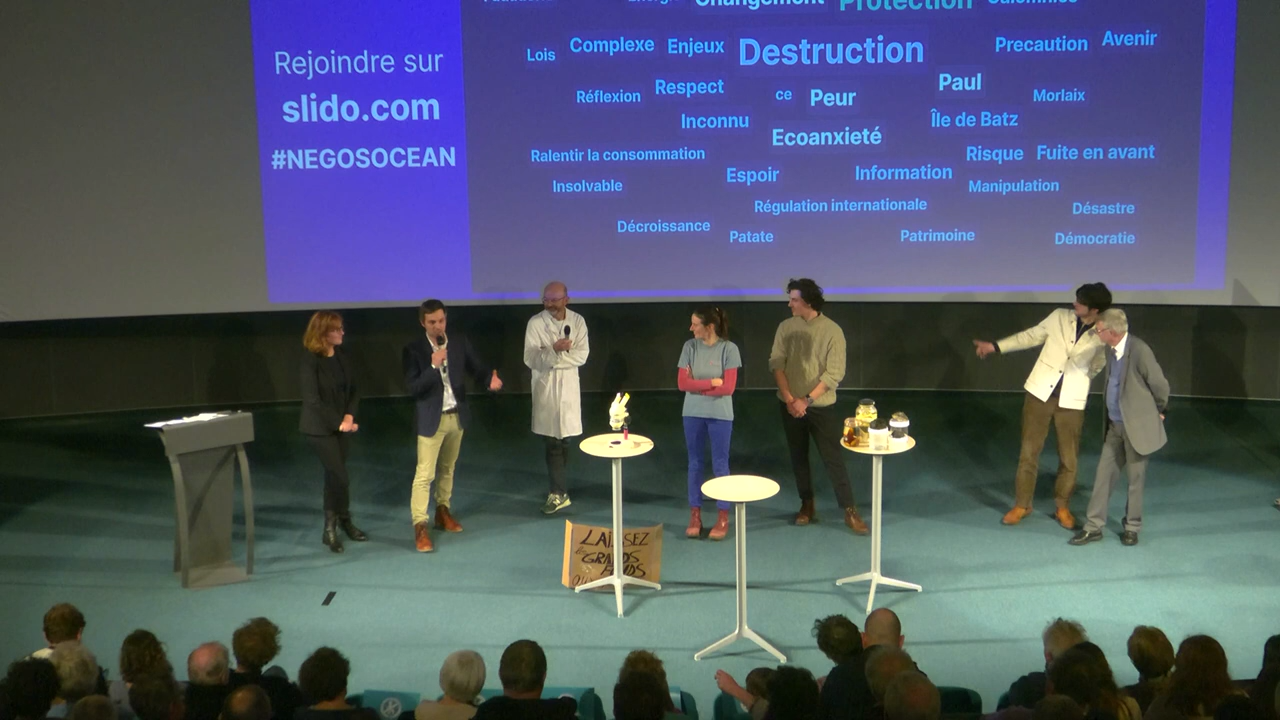 Rejoindre sur
slido.com
#NEGOSOCEAN
Changement Protection Calomnies
Lois Complexe Enjeux Destruction Precaution Avenir
Réflexion Respect ce Peur Paul Morlaix
Inconnu Ecoanxieté Île de Batz
Ralentir la consommation Espoir Information Risque Fuite en avant
Insolvable Manipulation
Régulation internationale Désastre
Décroissance Patate Patrimoine Démocratie
LAISSEZ
GRANDS